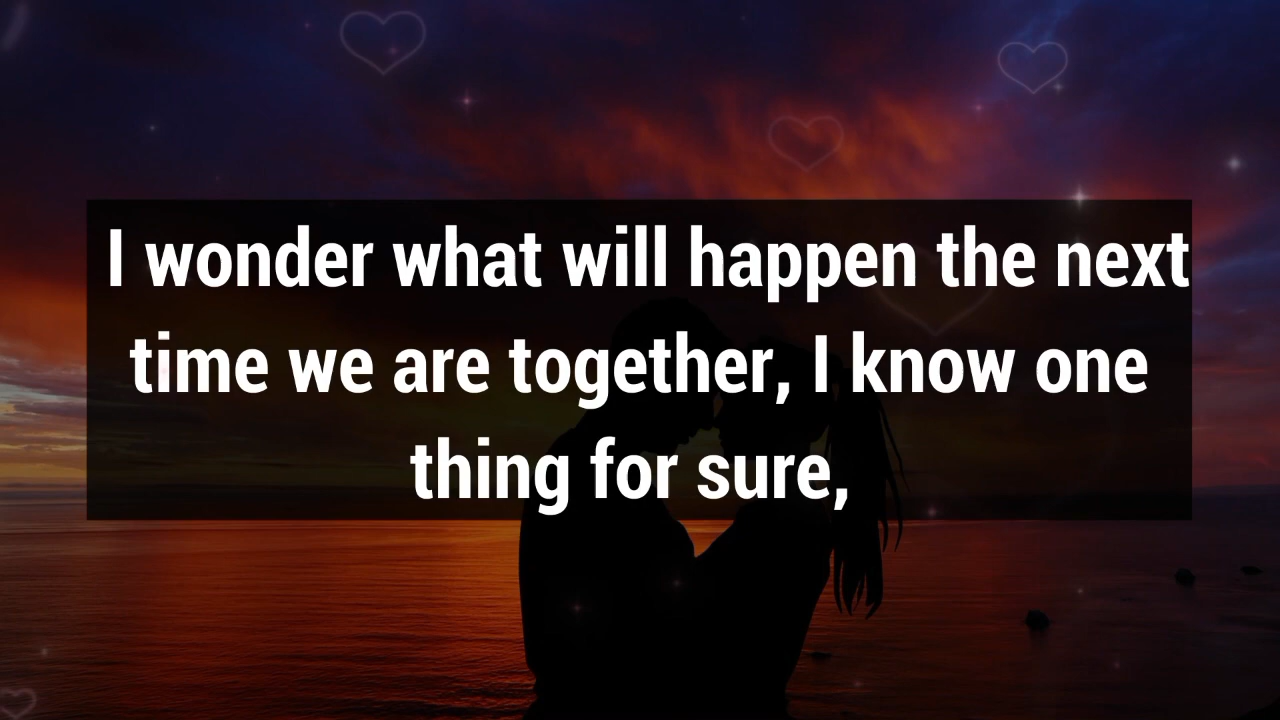 I wonder what will happen the next
time we are together, I know one
thing for sure,